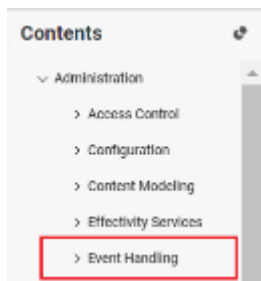 Contents
Administration
Access Control
Configuration
Content Modeling
Effectivity Services
Event Handling